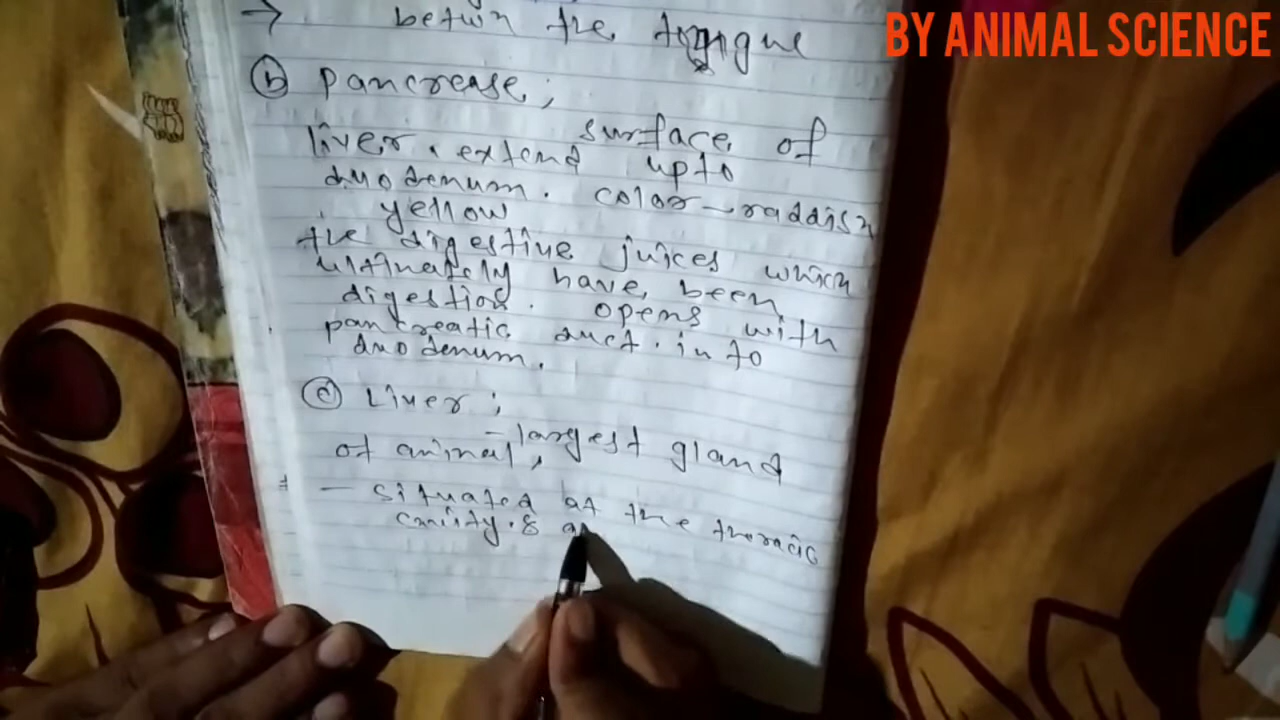 BY ANIMAL SCIENCE
→ betwin the tongue
(b) pancrease;
surface of
liver. extend upto
duodenum. color - raddish
yellow
the digestive juices which
ultimately have been
digestion. opens with
pancreatic duct. into
duodenum.
(c) Liver;
- largest gland
of animal,
- situated at the thoracic
cavity. &